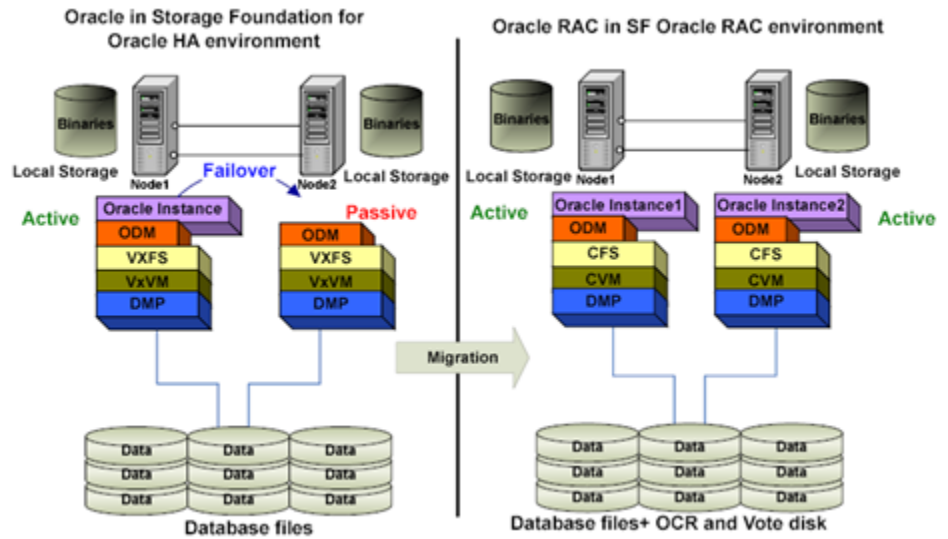 Oracle in Storage Foundation for
Oracle HA environment
Binaries
Local Storage
Node1
Failover
Node2
Binaries
Local Storage
Active
Oracle Instance
ODM
VXFS
VxVM
DMP
Passive
ODM
VXFS
VxVM
DMP
Data Data Data
Data Data Data
Data Data Data
Database files
Migration
Oracle RAC in SF Oracle RAC environment
Binaries
Local Storage
Node1
Node2
Binaries
Local Storage
Active
Oracle Instance1
ODM
CFS
CVM
DMP
Oracle Instance2
ODM
CFS
CVM
DMP
Active
Data Data Data
Data Data Data
Data Data Data
Database files+ OCR and Vote disk